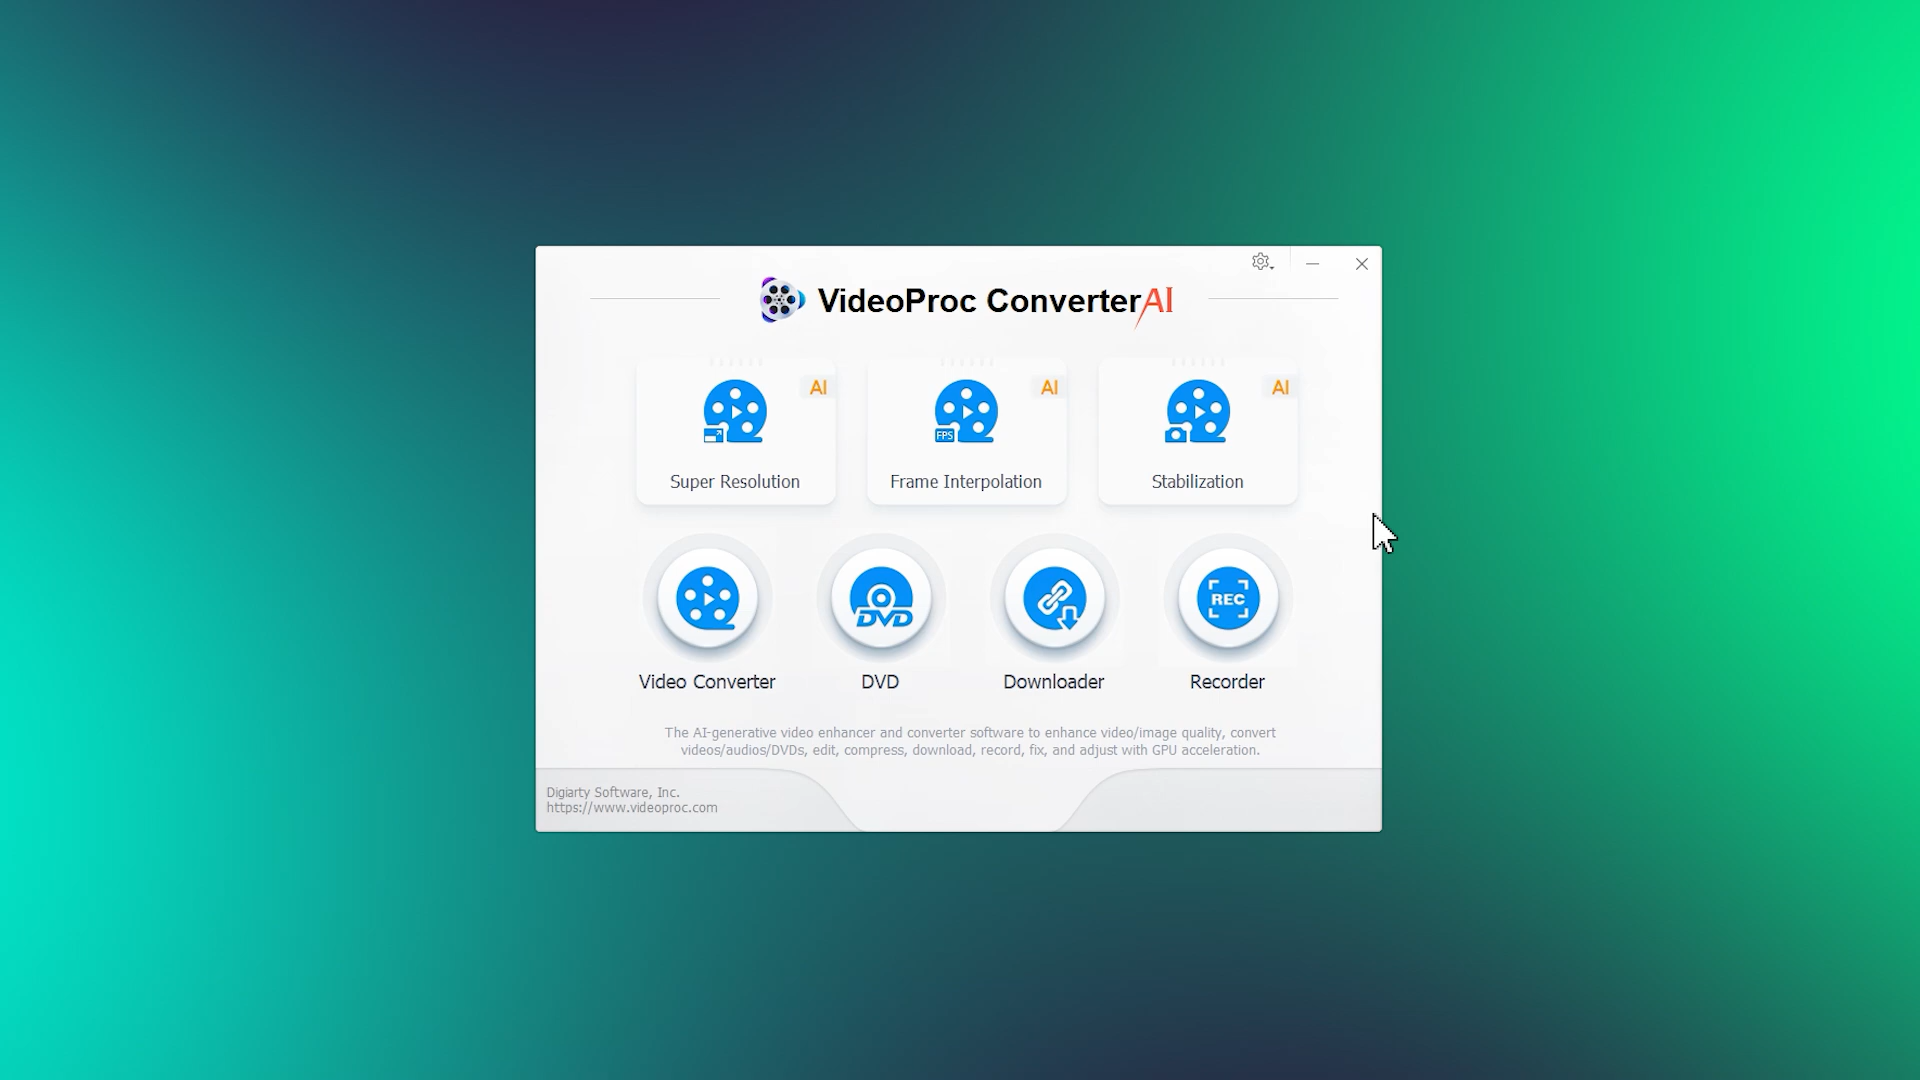 VideoProc Converter AI
AI
AI
AI
FPS
Super Resolution
Frame Interpolation
Stabilization
DVD
REC
Video Converter
DVD
Downloader
Recorder
The AI-generative video enhancer and converter software to enhance video/image quality, convert
videos/audios/DVDs, edit, compress, download, record, fix, and adjust with GPU acceleration.
Digiarty Software, Inc.
https://www.videoproc.com